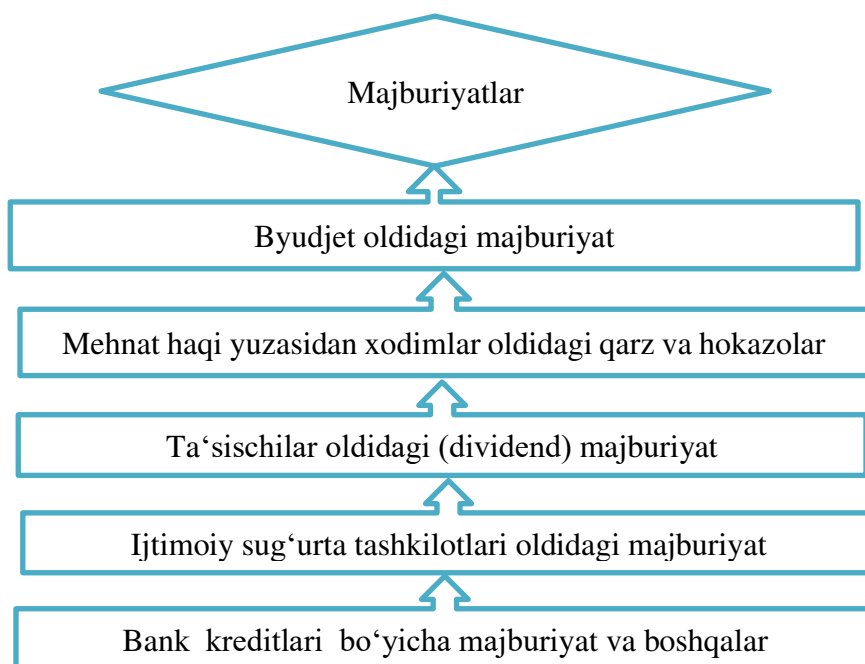 Majburiyatlar
Byudjet oldidagi majburiyat
Mehnat haqi yuzasidan xodimlar oldidagi qarz va hokazolar
Ta‘sischilar oldidagi (dividend) majburiyat
Ijtimoiy sug‘urta tashkilotlari oldidagi majburiyat
Bank kreditlari bo‘yicha majburiyat va boshqalar